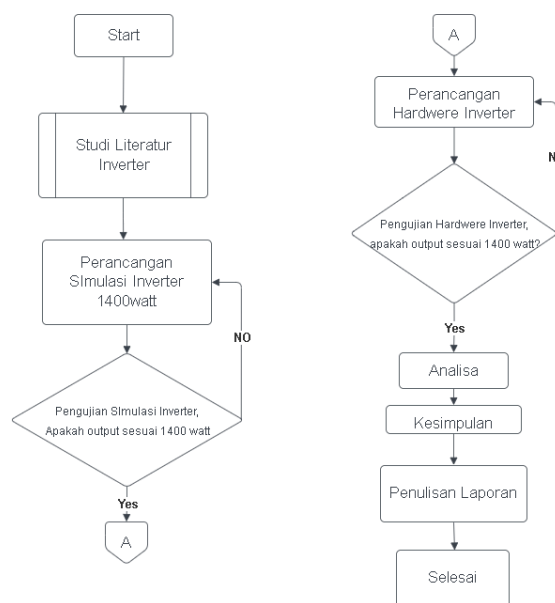 Start
Studi Literatur
Inverter
Perancangan
SImulasi Inverter
1400watt
NO
Pengujian SImulasi Inverter,
Apakah output sesuai 1400 watt
Yes
A
A
Perancangan
Hardwere Inverter
Pengujian Hardwere Inverter,
apakah output sesuai 1400 watt?
Yes
Analisa
Kesimpulan
Penulisan Laporan
Selesai